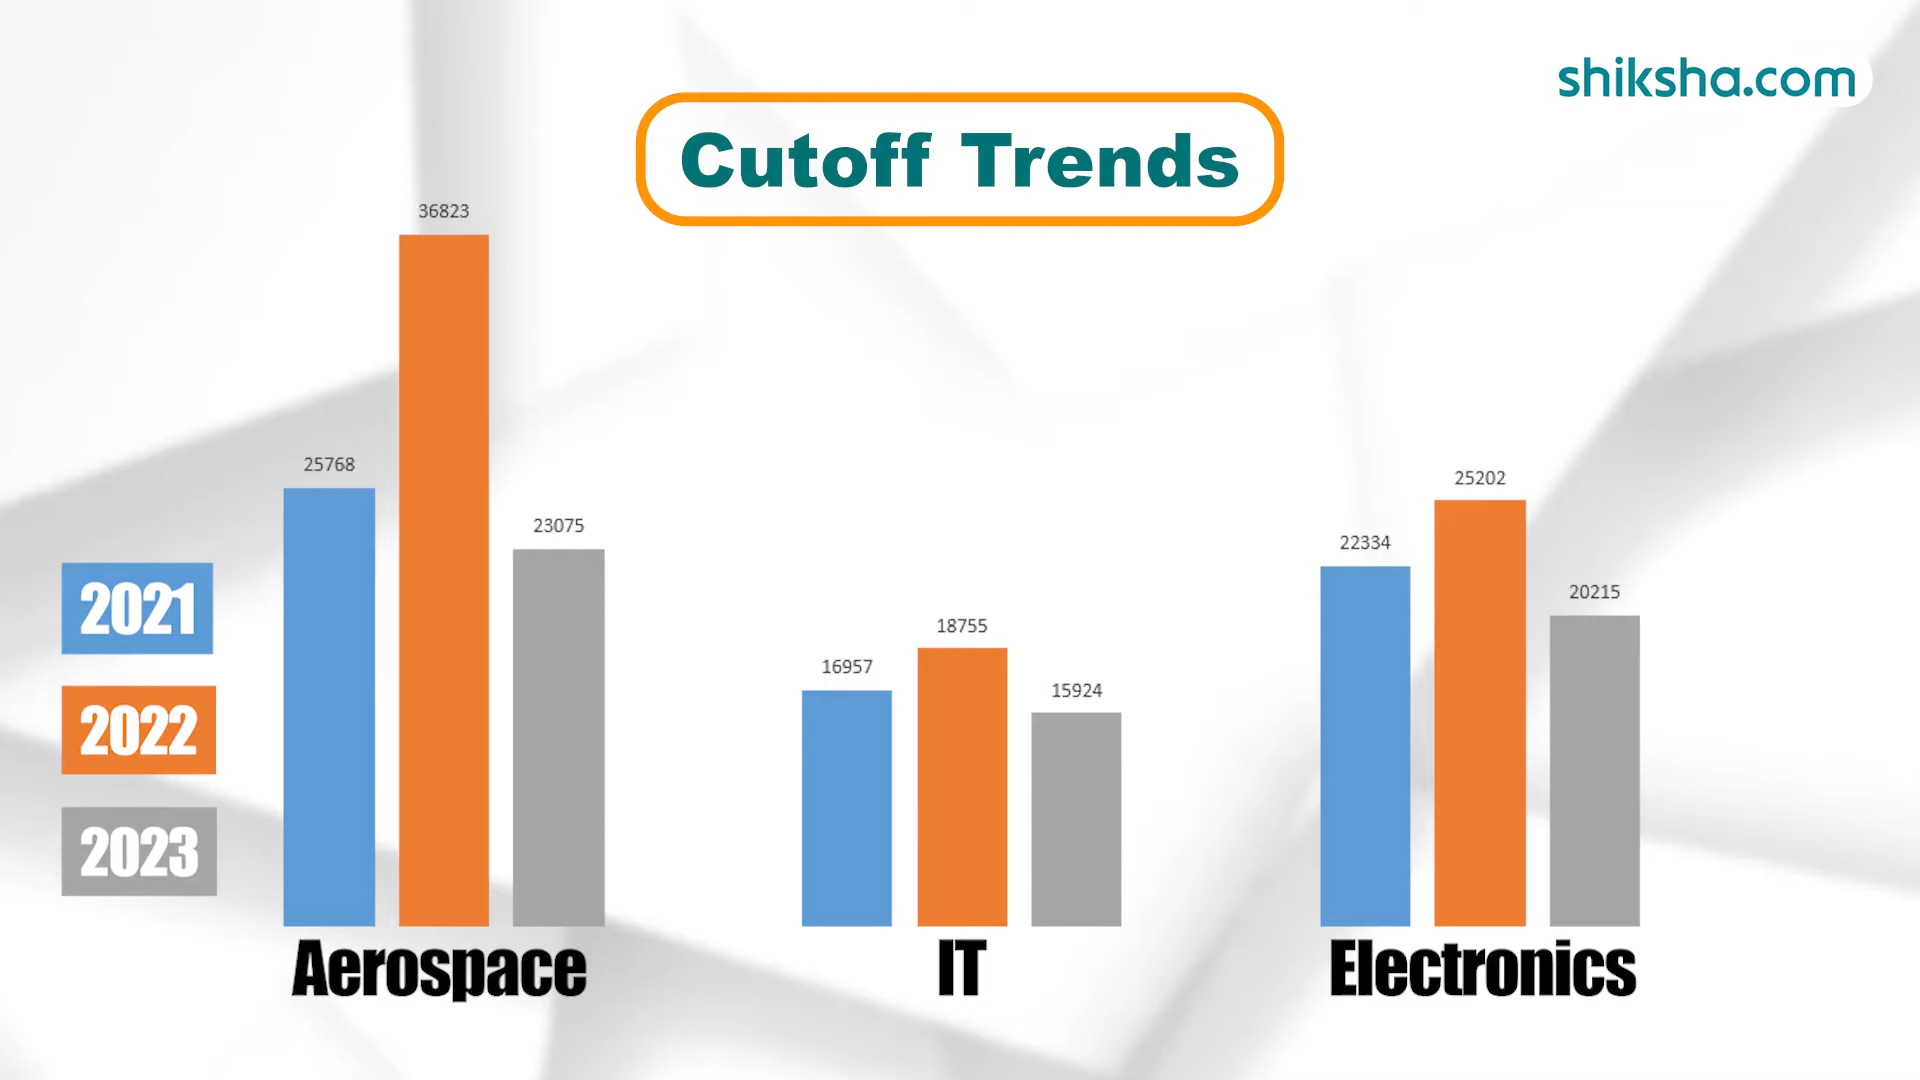 shiksha.com
Cutoff Trends
36823
25768
23075
18755
16957
15924
25202
22334
20215
2021
2022
2023
Aerospace
IT
Electronics